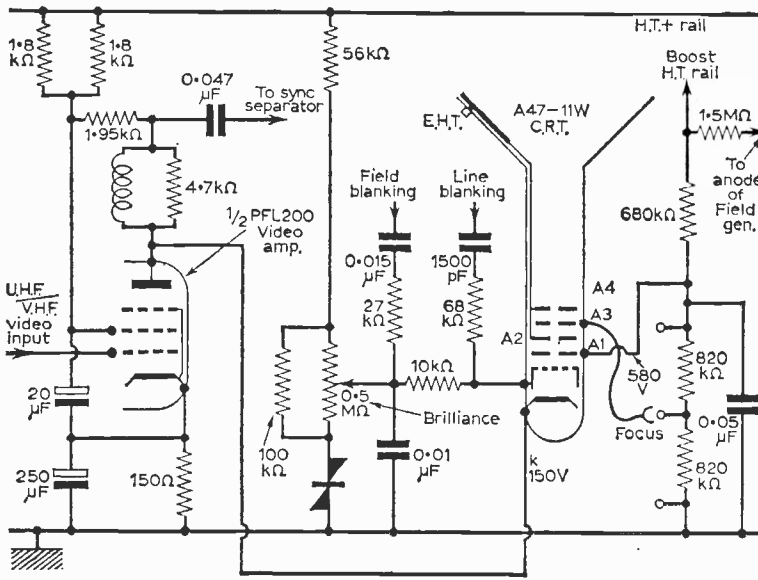 H.T.+ rail
1·8
kΩ
1·8
kΩ
56kΩ
0·047
µF
To sync
separator
1·95kΩ
4·7kΩ
½ PFL200
Video
amp.
U.H.F.
V.H.F.
video
input
20
µF
250
µF
150Ω
100
kΩ
0·5
MΩ
Brilliance
Field
blanking
Line
blanking
0·015
µF
1500
pF
27
kΩ
68
kΩ
10kΩ
0·01
µF
E.H.T.
A47-11W
C.R.T.
A4
A3
A2
A1
k
150V
580
V
Focus
Boost
H.T. rail
1·5MΩ
To
anode
of
Field
gen.
680kΩ
820
kΩ
820
kΩ
0·05
µF